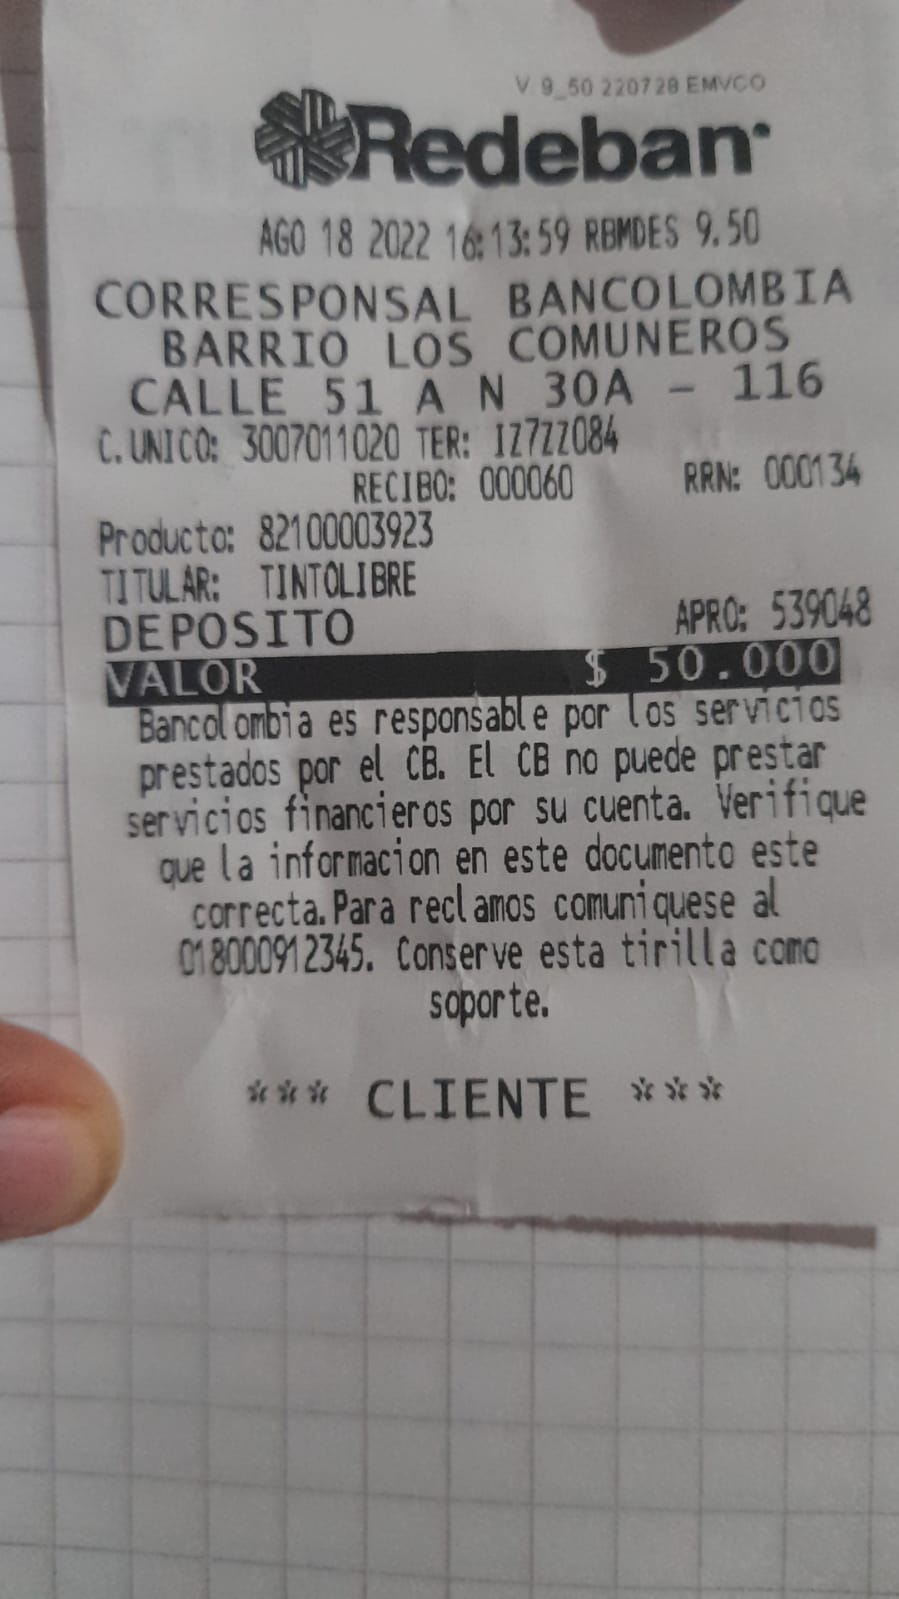 V 9_50 220728 EMVCO
Redeban
AGO 18 2022 16:13:59 RBMDES 9.50
CORRESPONSAL BANCOLOMBIA
BARRIO LOS COMUNEROS
CALLE 51 A N 30A - 116
C.UNICO: 3007011020 TER: IZ7ZZ084
RECIBO: 000060 RRN: 000134
Producto: 82100003923
TITULAR: TINTOLIBRE
DEPOSITO APRO: 539048
VALOR $ 50.000
Bancolombia es responsable por los servicios
prestados por el CB. El CB no puede prestar
servicios financieros por su cuenta. Verifique
que la informacion en este documento este
correcta.Para reclamos comuniquese al
018000912345. Conserve esta tirilla como
soporte.
*** CLIENTE ***